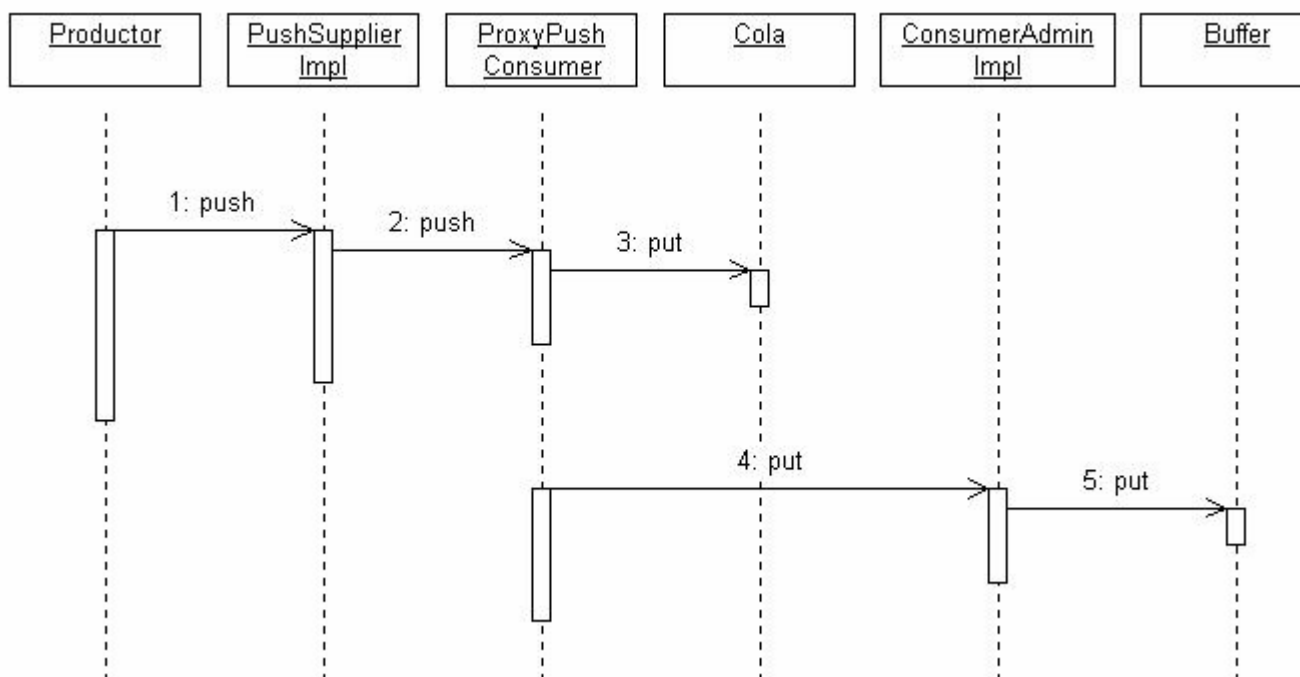 Productor
PushSupplier
Impl
ProxyPush
Consumer
Cola
ConsumerAdmin
Impl
Buffer
1: push
2: push
3: put
4: put
5: put